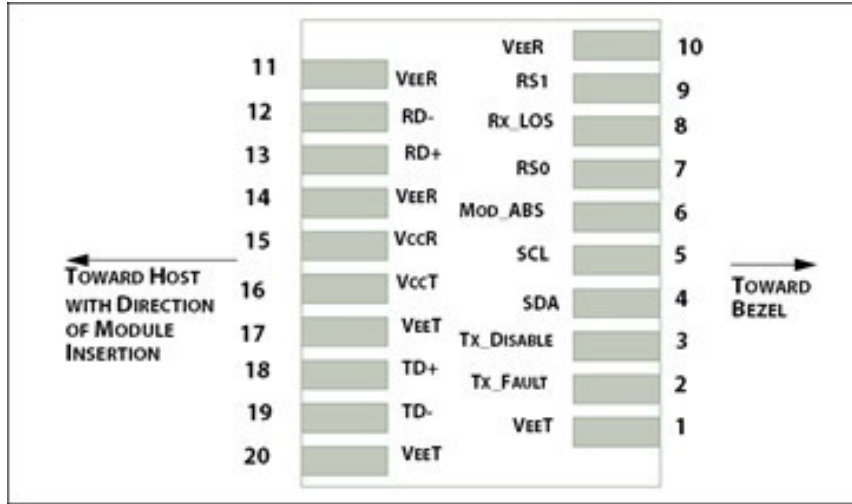 11 VEER
12 RD-
13 RD+
14 VEER
15 VCCR
16 VCCT
17 VEET
18 TD+
19 TD-
20 VEET
VEER 10
RS1 9
RX_LOS 8
RS0 7
MOD_ABS 6
SCL 5
SDA 4
TX_DISABLE 3
TX_FAULT 2
VEET 1
TOWARD HOST
WITH DIRECTION
OF MODULE
INSERTION
TOWARD
BEZEL